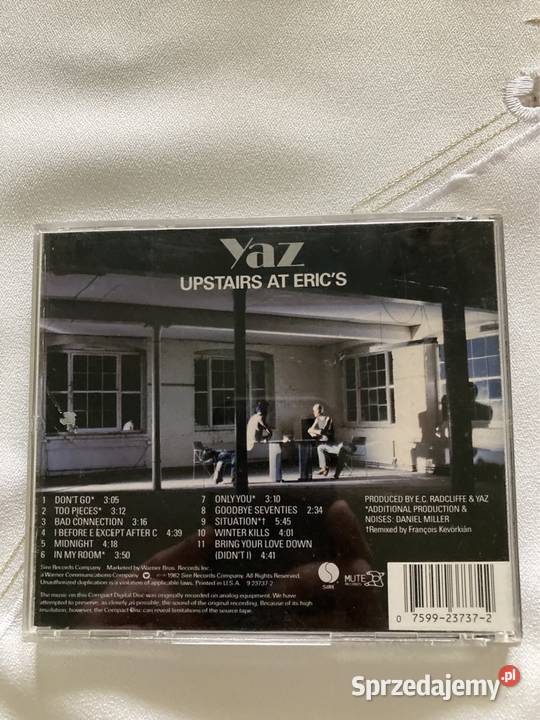 Yaz
UPSTAIRS AT ERIC'S
1 DON'T GO* 3:05
2 TOO PIECES* 3:12
3 BAD CONNECTION 3:16
4 I BEFORE E EXCEPT AFTER C 4:39
5 MIDNIGHT 4:18
6 IN MY ROOM* 3:50
7 ONLY YOU* 3:10
8 GOODBYE SEVENTIES 2:34
9 SITUATION*† 5:45
10 WINTER KILLS 4:01
11 BRING YOUR LOVE DOWN
(DIDN'T I) 4:41
PRODUCED BY E.C. RADCLIFFE & YAZ
*ADDITIONAL PRODUCTION &
NOISES: DANIEL MILLER
†Remixed by François Kevörkián
Sire Records Company Marketed by Warner Bros. Records Inc.,
a Warner Communications Company ℗ © 1982 Sire Records Company. All Rights Reserved.
Unauthorized duplication is a violation of applicable laws. Printed in U.S.A. 9 23737-2
The music on this Compact Digital Disc was originally recorded on analog equipment. We have
attempted to preserve, as closely as possible, the sound of the original recording. Because of its high
resolution, however, the Compact Disc can reveal limitations of the source tape.
SIRE
MUTE
RECORDS
0 7599-23737-2
Sprzedajemy.pl